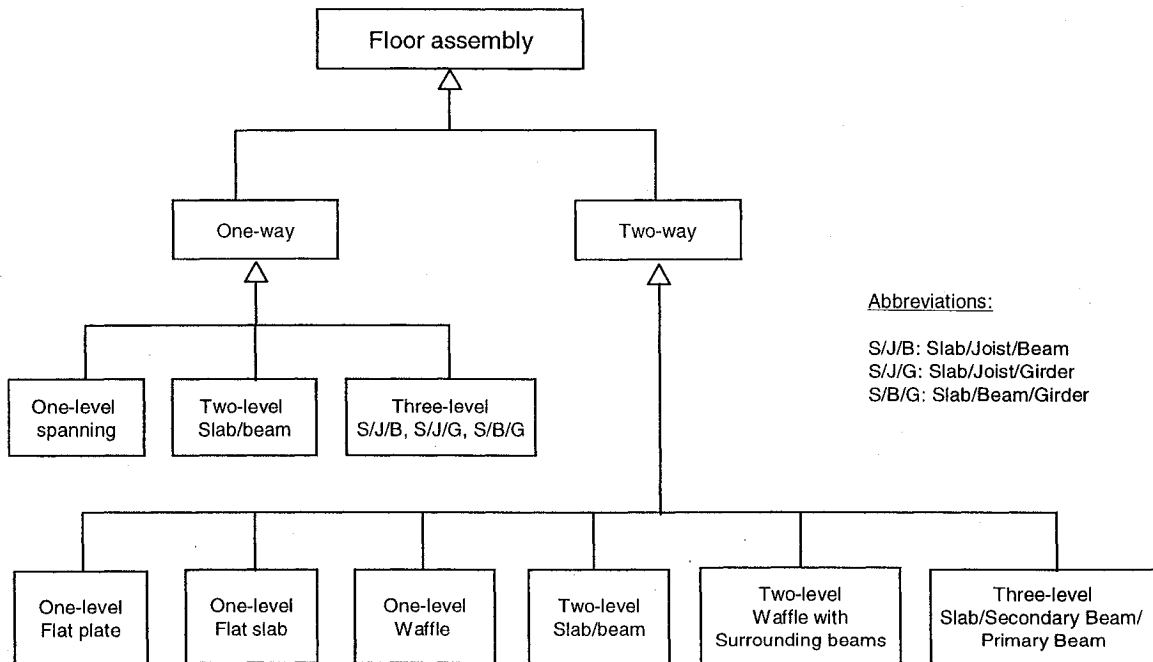 Floor assembly
One-way
Two-way
Abbreviations:
S/J/B: Slab/Joist/Beam
S/J/G: Slab/Joist/Girder
S/B/G: Slab/Beam/Girder
One-level
spanning
Two-level
Slab/beam
Three-level
S/J/B, S/J/G, S/B/G
One-level
Flat plate
One-level
Flat slab
One-level
Waffle
Two-level
Slab/beam
Two-level
Waffle with
Surrounding beams
Three-level
Slab/Secondary Beam/
Primary Beam